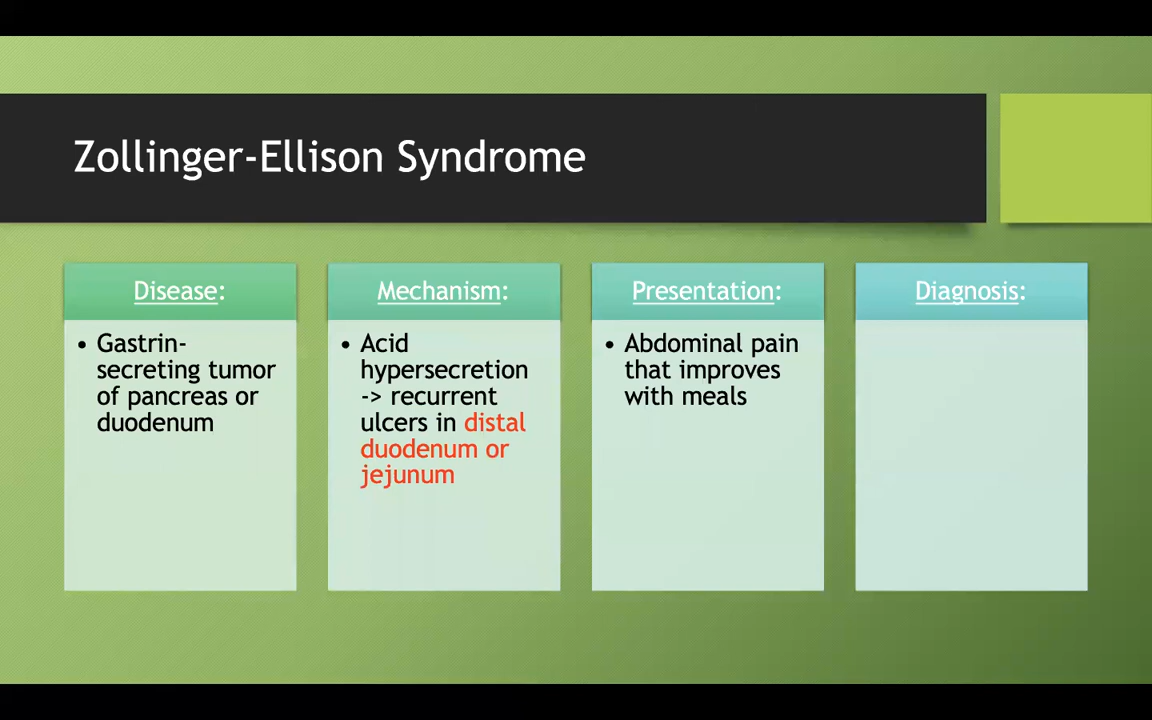 Zollinger-Ellison Syndrome
Disease:
• Gastrin-
secreting tumor
of pancreas or
duodenum
Mechanism:
• Acid
hypersecretion
-> recurrent
ulcers in distal
duodenum or
jejunum
Presentation:
• Abdominal pain
that improves
with meals
Diagnosis: